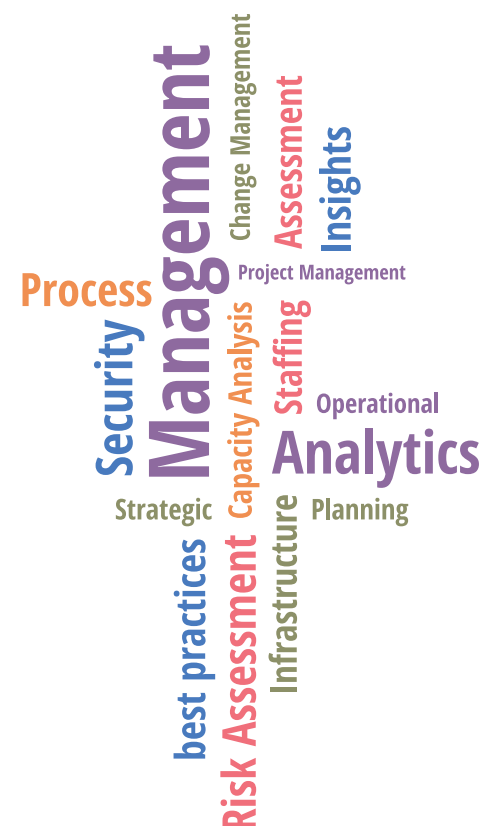 Management
Change Management
Assessment
Insights
Project Management
Process
Security
Capacity Analysis
Staffing
Operational
Analytics
Strategic
Planning
Infrastructure
best practices
Risk Assessment